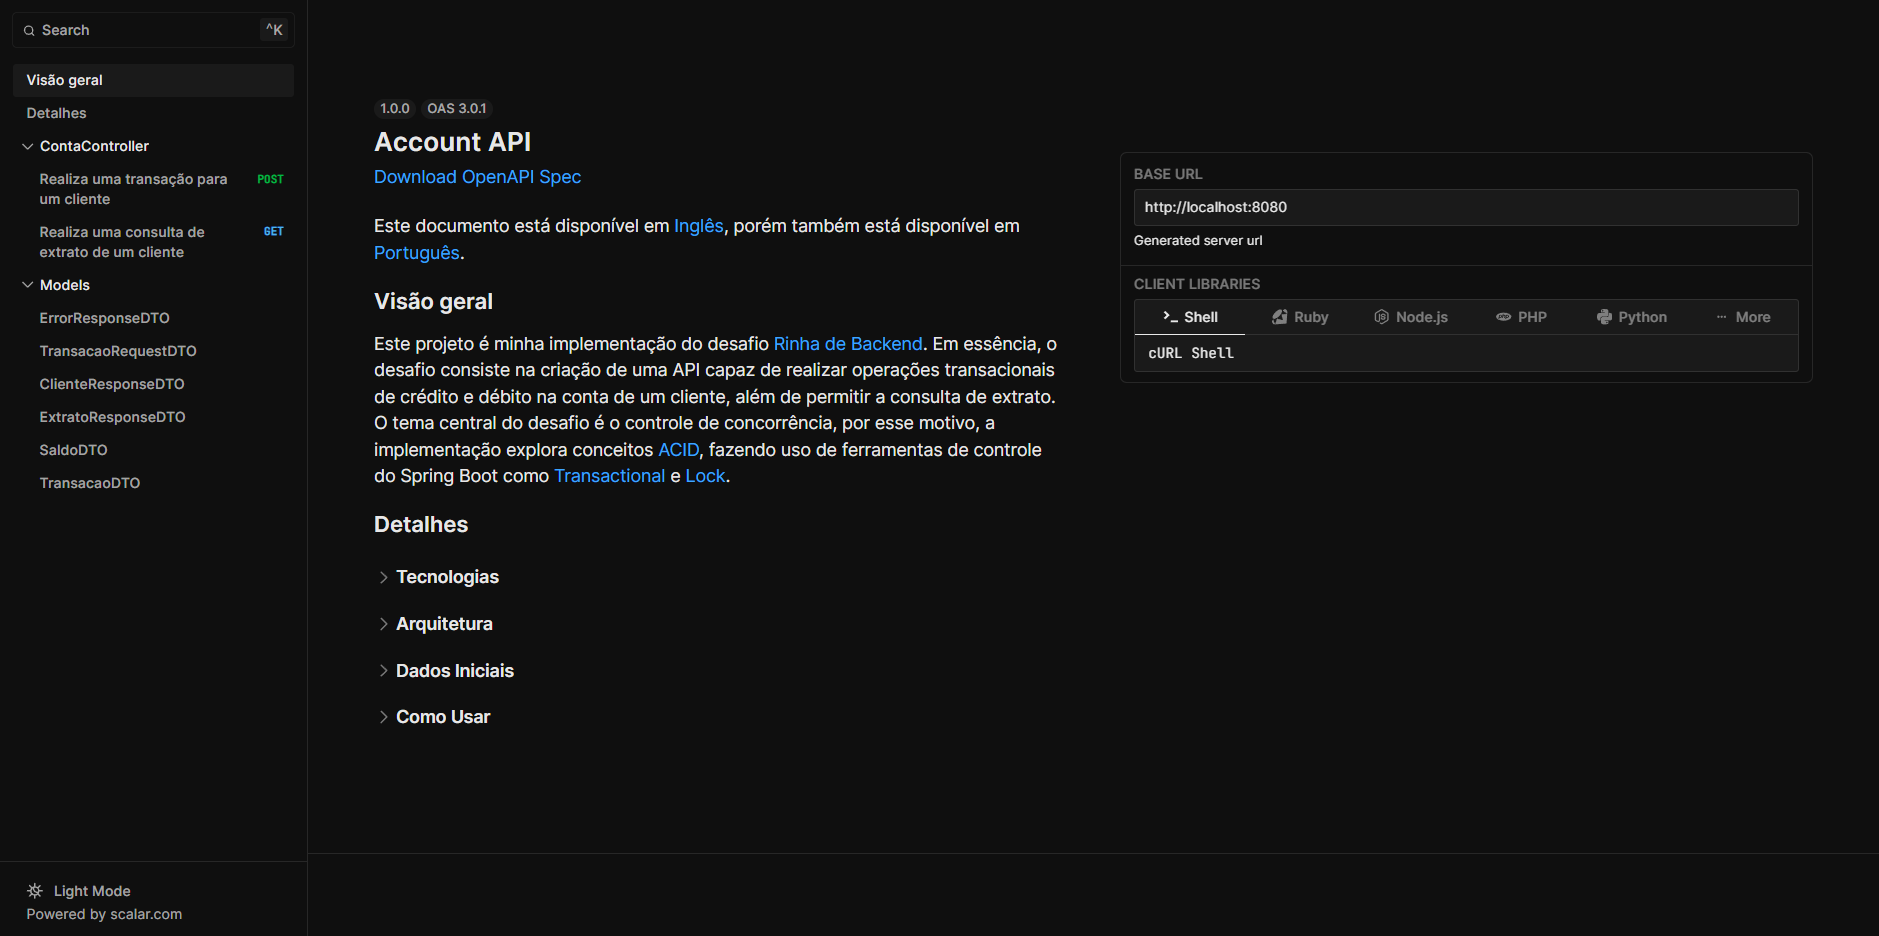 Search
^K
Visão geral
Detalhes
ContaController
Realiza uma transação para
um cliente
POST
Realiza uma consulta de
extrato de um cliente
GET
Models
ErrorResponseDTO
TransacaoRequestDTO
ClienteResponseDTO
ExtratoResponseDTO
SaldoDTO
TransacaoDTO
Light Mode
Powered by scalar.com
1.0.0
OAS 3.0.1
Account API
Download OpenAPI Spec
Este documento está disponível em Inglês, porém também está disponível em
Português.
Visão geral
Este projeto é minha implementação do desafio Rinha de Backend. Em essência, o
desafio consiste na criação de uma API capaz de realizar operações transacionais
de crédito e débito na conta de um cliente, além de permitir a consulta de extrato.
O tema central do desafio é o controle de concorrência, por esse motivo, a
implementação explora conceitos ACID, fazendo uso de ferramentas de controle
do Spring Boot como Transactional e Lock.
Detalhes
Tecnologias
Arquitetura
Dados Iniciais
Como Usar
BASE URL
http://localhost:8080
Generated server url
CLIENT LIBRARIES
Shell
Ruby
Node.js
PHP
Python
More
cURL Shell